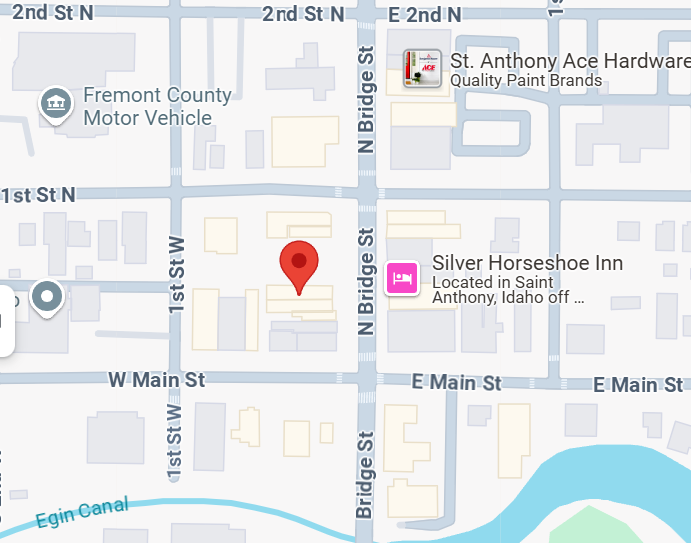 2nd St N
2nd St N
E 2nd N
N Bridge St
St. Anthony Ace Hardware
Quality Paint Brands
ACE
Fremont County
Motor Vehicle
1st St N
1st St W
N Bridge St
Silver Horseshoe Inn
Located in Saint
Anthony, Idaho off ...
W Main St
E Main St
E Main St
1st St W
Bridge St
Egin Canal